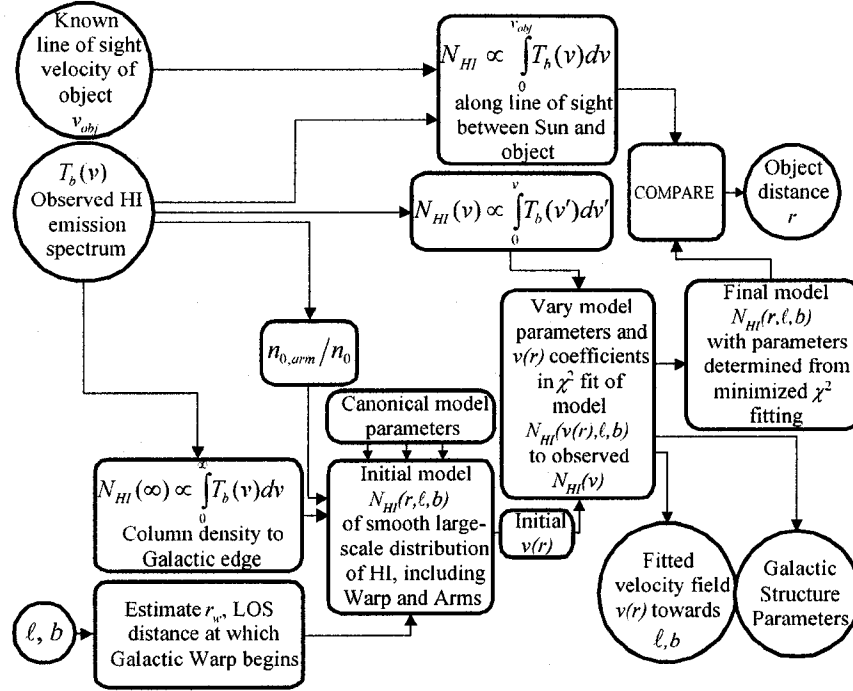 Known
line of sight
velocity of
object
v_obj
N_HI ∝ ∫_0^{v_obj} T_b(v)dv
along line of sight
between Sun and
object
T_b(v)
Observed HI
emission
spectrum
N_HI(v) ∝ ∫_0^v T_b(v′)dv′
COMPARE
Object
distance
r
n_{0,arm}/n_0
Vary model
parameters and
v(r) coefficients
in χ² fit of
model
N_HI(v(r),ℓ,b)
to observed
N_HI(v)
Final model
N_HI(r,ℓ,b)
with parameters
determined from
minimized χ²
fitting
Canonical model
parameters
N_HI(∞) ∝ ∫_0^∞ T_b(v)dv
Column density to
Galactic edge
Initial model
N_HI(r,ℓ,b)
of smooth large-
scale distribution
of HI, including
Warp and Arms
Initial
v(r)
Fitted
velocity field
v(r) towards
ℓ,b
Galactic
Structure
Parameters
ℓ, b
Estimate r_w, LOS
distance at which
Galactic Warp begins